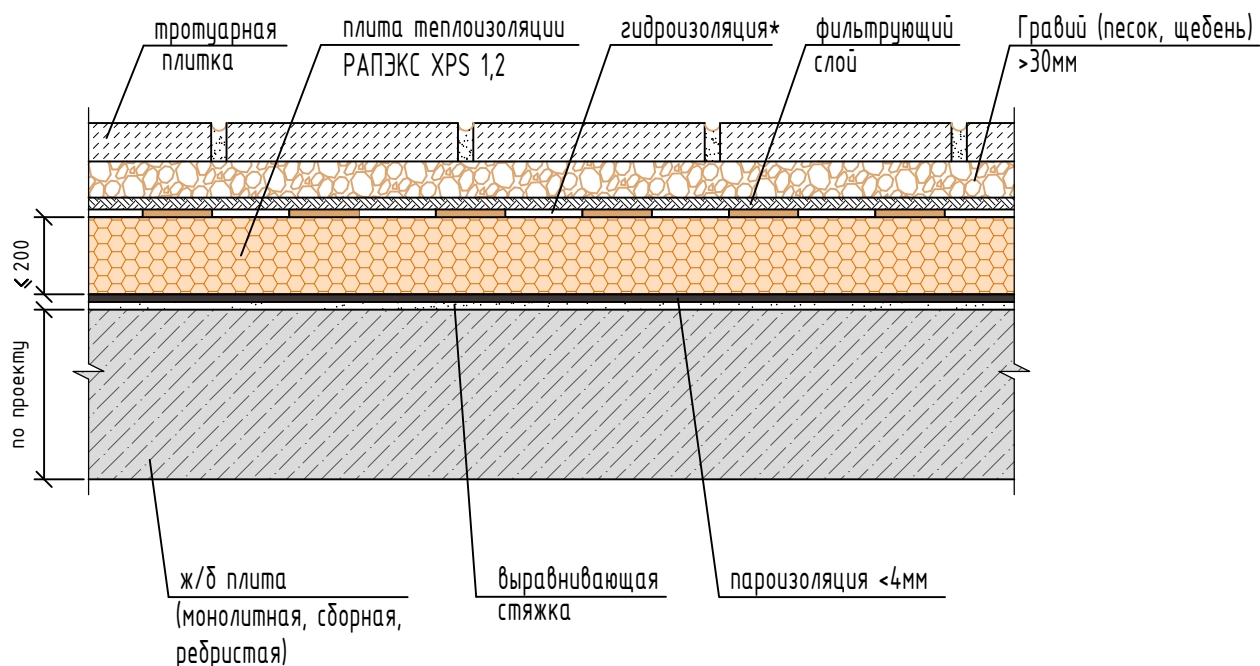 тротуарная
плитка
плита теплоизоляции
РАПЭКС XPS 1,2
гидроизоляция*
фильтрующий
слой
Гравий (песок, щебень)
>30мм
⩽ 200
по проекту
ж/б плита
(монолитная, сборная,
ребристая)
выравнивающая
стяжка
пароизоляция <4мм